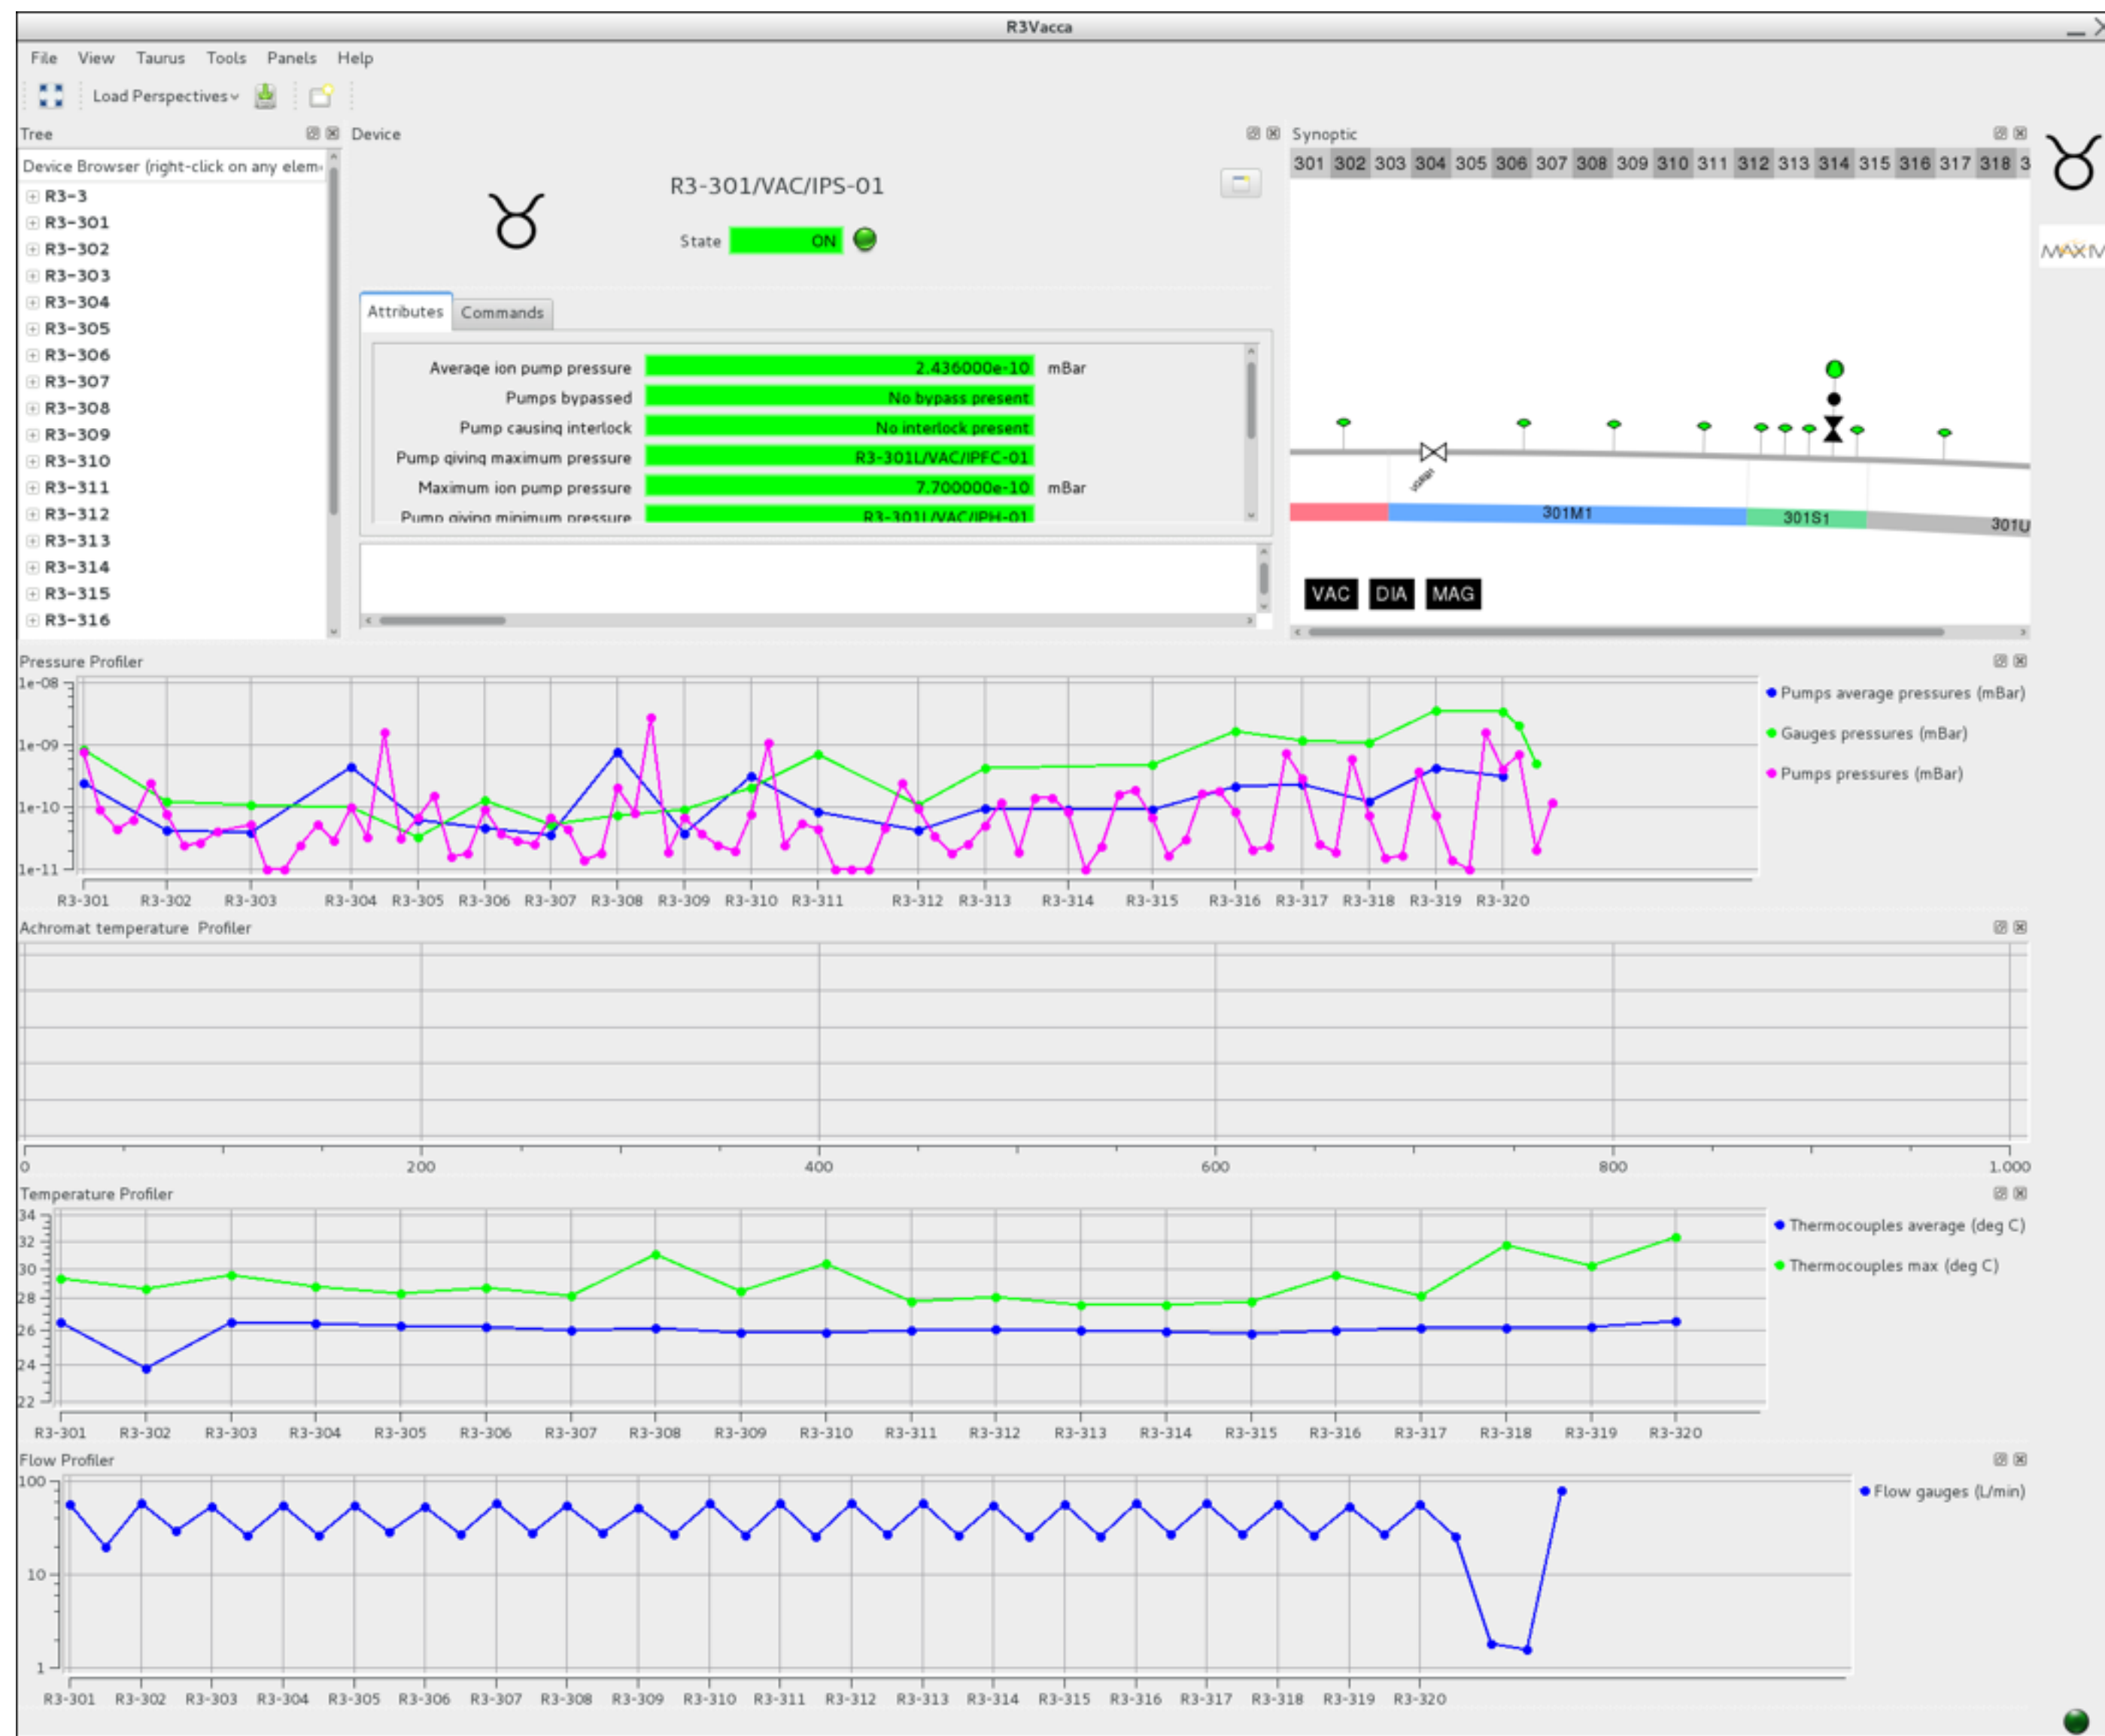 R3Vacca
File View Taurus Tools Panels Help
Load Perspectives
Tree
Device Browser (right-click on any elem
R3-3
R3-301
R3-302
R3-303
R3-304
R3-305
R3-306
R3-307
R3-308
R3-309
R3-310
R3-311
R3-312
R3-313
R3-314
R3-315
R3-316
Device
R3-301/VAC/IPS-01
State ON
Attributes Commands
Average ion pump pressure 2.436000e-10 mBar
Pumps bypassed No bypass present
Pump causing interlock No interlock present
Pump giving maximum pressure R3-301L/VAC/IPFC-01
Maximum ion pump pressure 7.700000e-10 mBar
Pump giving minimum pressure R3-301L/VAC/IPH-01
Synoptic
301 302 303 304 305 306 307 308 309 310 311 312 313 314 315 316 317 318 3
301M1 301S1 301U
VAC DIA MAG
MAXIV
Pressure Profiler
1e-08
1e-09
1e-10
1e-11
R3-301 R3-302 R3-303 R3-304 R3-305 R3-306 R3-307 R3-308 R3-309 R3-310 R3-311 R3-312 R3-313 R3-314 R3-315 R3-316 R3-317 R3-318 R3-319 R3-320
Pumps average pressures (mBar)
Gauges pressures (mBar)
Pumps pressures (mBar)
Achromat temperature Profiler
0 200 400 600 800 1.000
Temperature Profiler
34
32
30
28
26
24
22
R3-301 R3-302 R3-303 R3-304 R3-305 R3-306 R3-307 R3-308 R3-309 R3-310 R3-311 R3-312 R3-313 R3-314 R3-315 R3-316 R3-317 R3-318 R3-319 R3-320
Thermocouples average (deg C)
Thermocouples max (deg C)
Flow Profiler
100
10
1
R3-301 R3-302 R3-303 R3-304 R3-305 R3-306 R3-307 R3-308 R3-309 R3-310 R3-311 R3-312 R3-313 R3-314 R3-315 R3-316 R3-317 R3-318 R3-319 R3-320
Flow gauges (L/min)